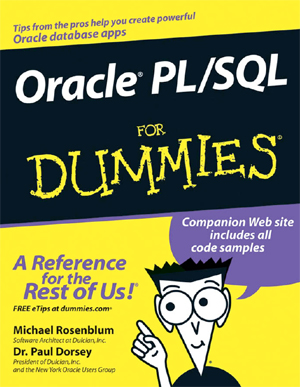 Tips from the pros help you create powerful
Oracle database apps
Oracle® PL/SQL
FOR
DUMMIES®
Companion Web site
includes all
code samples
A Reference
for the
Rest of Us!®
FREE eTips at dummies.com®
Michael Rosenblum
Software Architect at Dulcian, Inc.
Dr. Paul Dorsey
President of Dulcian, Inc.
and the New York Oracle Users Group